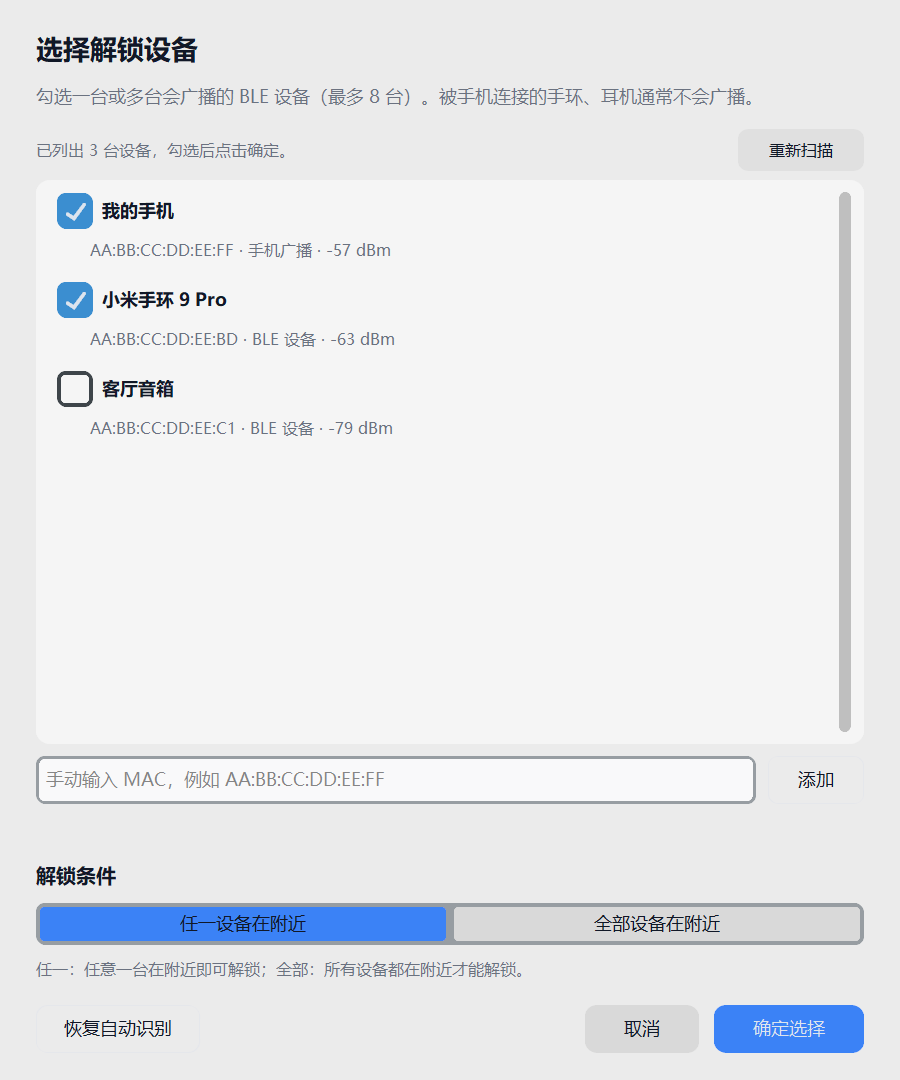 选择解锁设备
勾选一台或多台会广播的 BLE 设备（最多 8 台）。被手机连接的手环、耳机通常不会广播。
已列出 3 台设备，勾选后点击确定。
重新扫描
我的手机
AA:BB:CC:DD:EE:FF · 手机广播 · -57 dBm
小米手环 9 Pro
AA:BB:CC:DD:EE:BD · BLE 设备 · -63 dBm
客厅音箱
AA:BB:CC:DD:EE:C1 · BLE 设备 · -79 dBm
手动输入 MAC，例如 AA:BB:CC:DD:EE:FF
添加
解锁条件
任一设备在附近
全部设备在附近
任一：任意一台在附近即可解锁；全部：所有设备都在附近才能解锁。
恢复自动识别
取消
确定选择